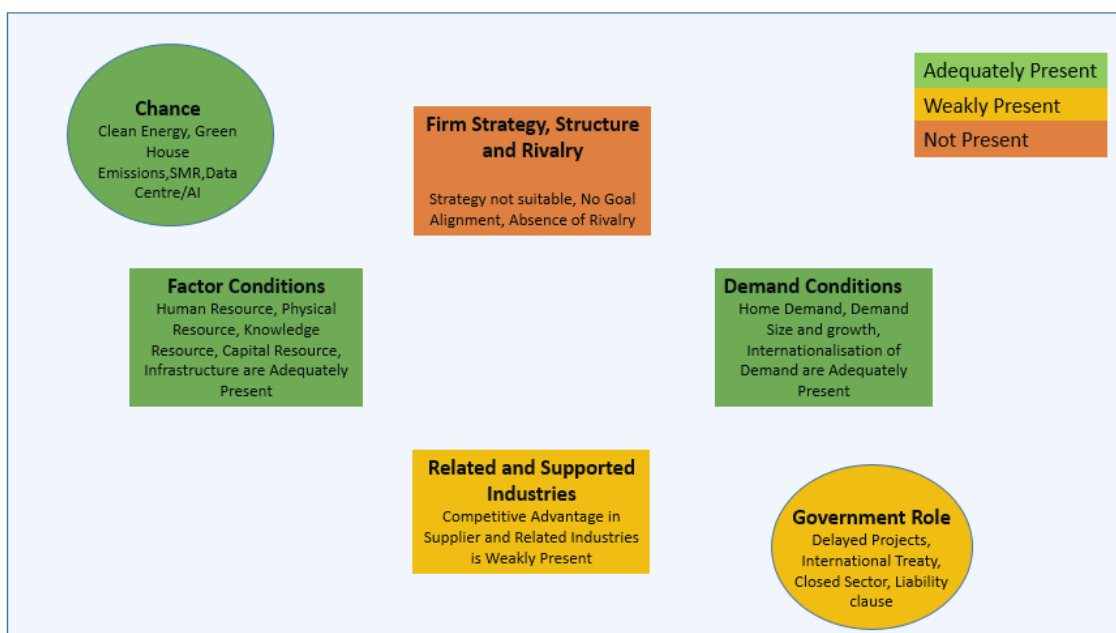 Chance
Clean Energy, Green
House
Emissions,SMR,Data
Centre/AI
Firm Strategy, Structure
and Rivalry
Strategy not suitable, No Goal
Alignment, Absence of Rivalry
Adequately Present
Weakly Present
Not Present
Factor Conditions
Human Resource, Physical
Resource, Knowledge
Resource, Capital Resource,
Infrastructure are Adequately
Present
Demand Conditions
Home Demand, Demand
Size and growth,
Internationalisation of
Demand are Adequately
Present
Related and Supported
Industries
Competitive Advantage in
Supplier and Related Industries
is Weakly Present
Government Role
Delayed Projects,
International Treaty,
Closed Sector, Liability
clause